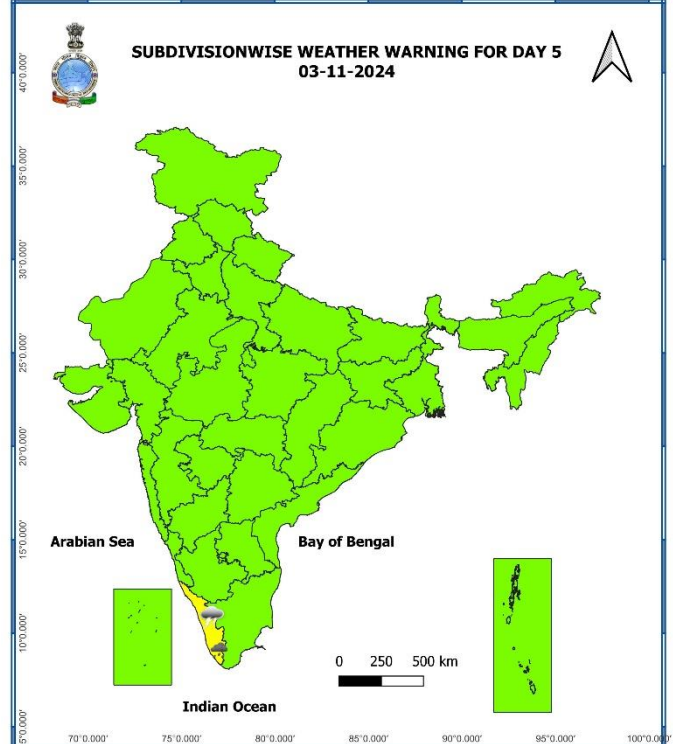 SUBDIVISIONWISE WEATHER WARNING FOR DAY 5
03-11-2024
40°0.000'
35°0.000'
30°0.000'
25°0.000'
20°0.000'
15°0.000'
10°0.000'
5°0.000'
Arabian Sea
Bay of Bengal
0 250 500 km
Indian Ocean
70°0.000' 75°0.000' 80°0.000' 85°0.000' 90°0.000' 95°0.000' 100°0.000'